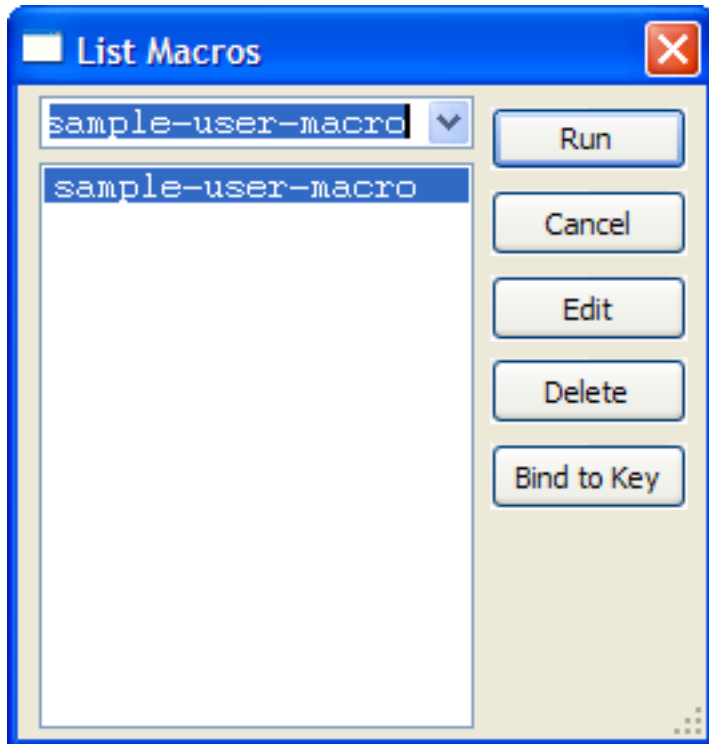 List Macros
sample-user-macro
sample-user-macro
Run
Cancel
Edit
Delete
Bind to Key